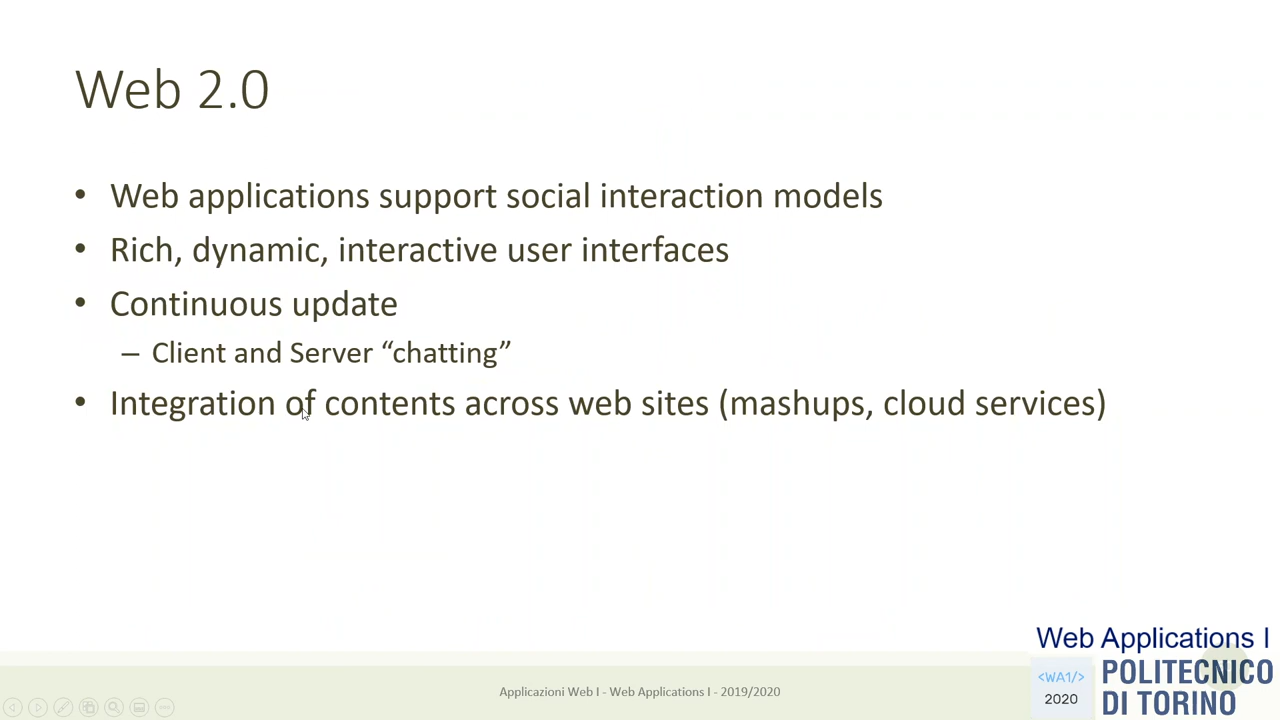 Web 2.0
• Web applications support social interaction models
• Rich, dynamic, interactive user interfaces
• Continuous update
– Client and Server “chatting”
• Integration of contents across web sites (mashups, cloud services)
Web Applications I
<WA1/>
2020
POLITECNICO
DI TORINO
Applicazioni Web I - Web Applications I - 2019/2020